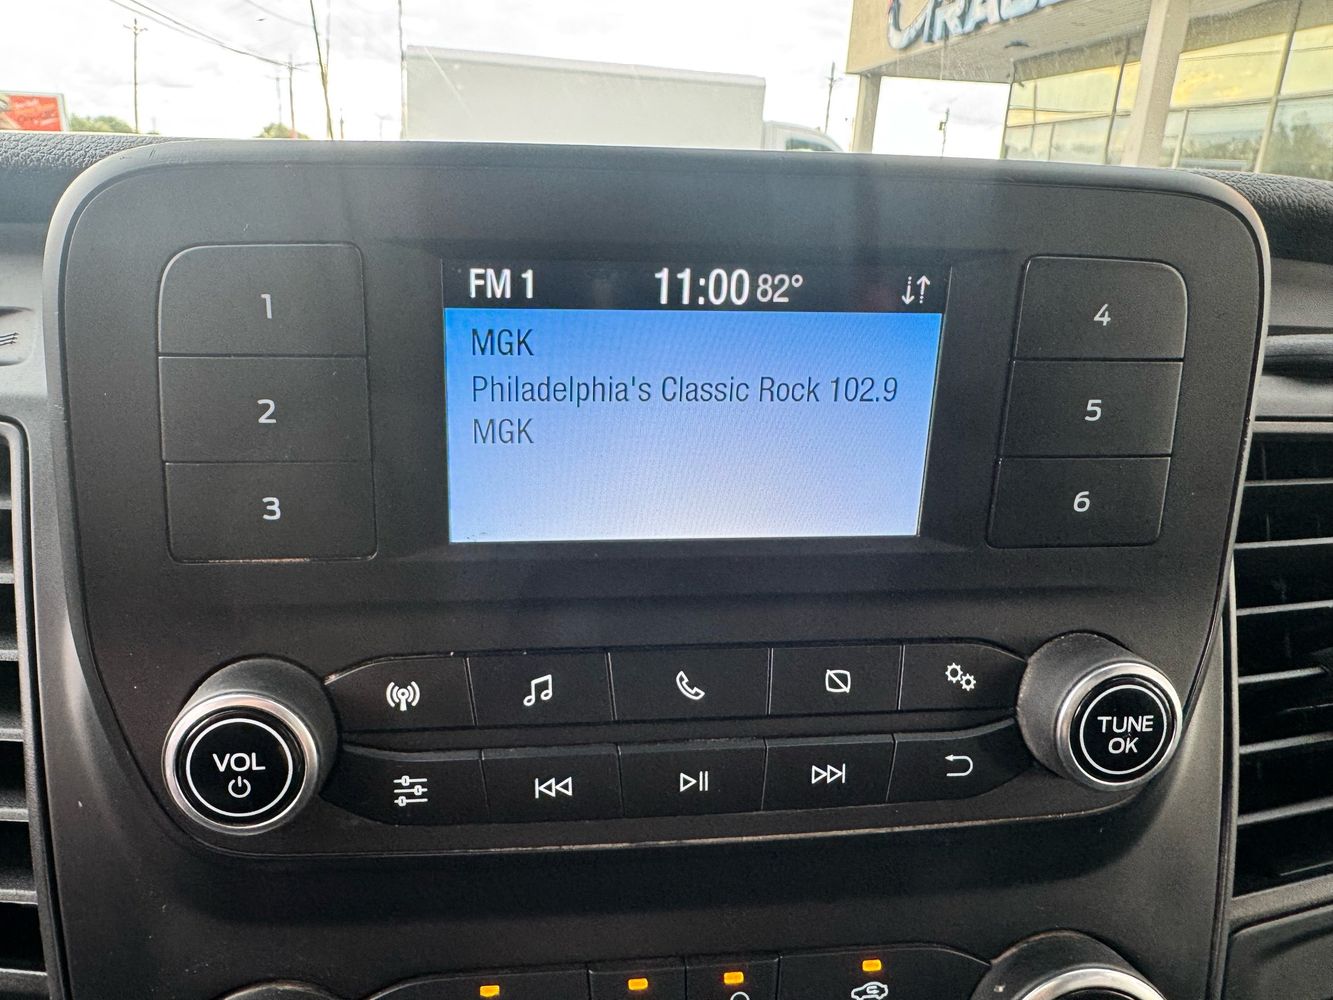 FM 1 11:00 82°
MGK
Philadelphia's Classic Rock 102.9
MGK
1
2
3
4
5
6
VOL
TUNE
OK